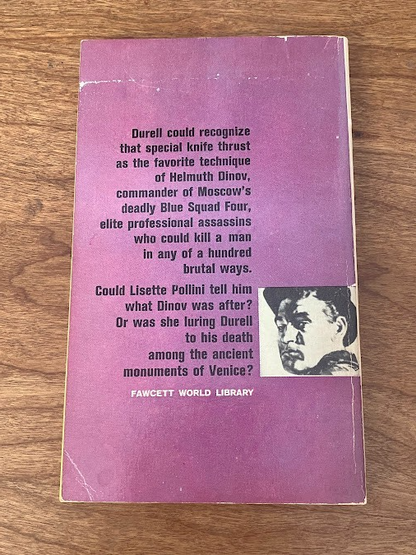 Durell could recognize
that special knife thrust
as the favorite technique
of Helmuth Dinov,
commander of Moscow's
deadly Blue Squad Four,
elite professional assassins
who could kill a man
in any of a hundred
brutal ways.
Could Lisette Pollini tell him
what Dinov was after?
Or was she luring Durell
to his death
among the ancient
monuments of Venice?
FAWCETT WORLD LIBRARY